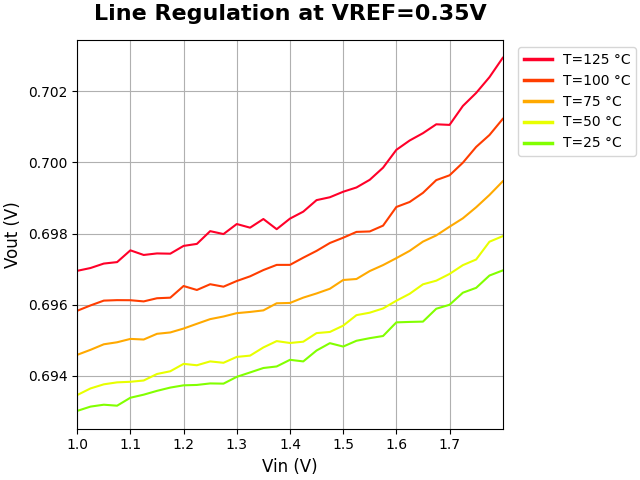 Line Regulation at VREF=0.35V
Vout (V)
0.702
0.700
0.698
0.696
0.694
1.0 1.1 1.2 1.3 1.4 1.5 1.6 1.7
Vin (V)
T=125 °C
T=100 °C
T=75 °C
T=50 °C
T=25 °C